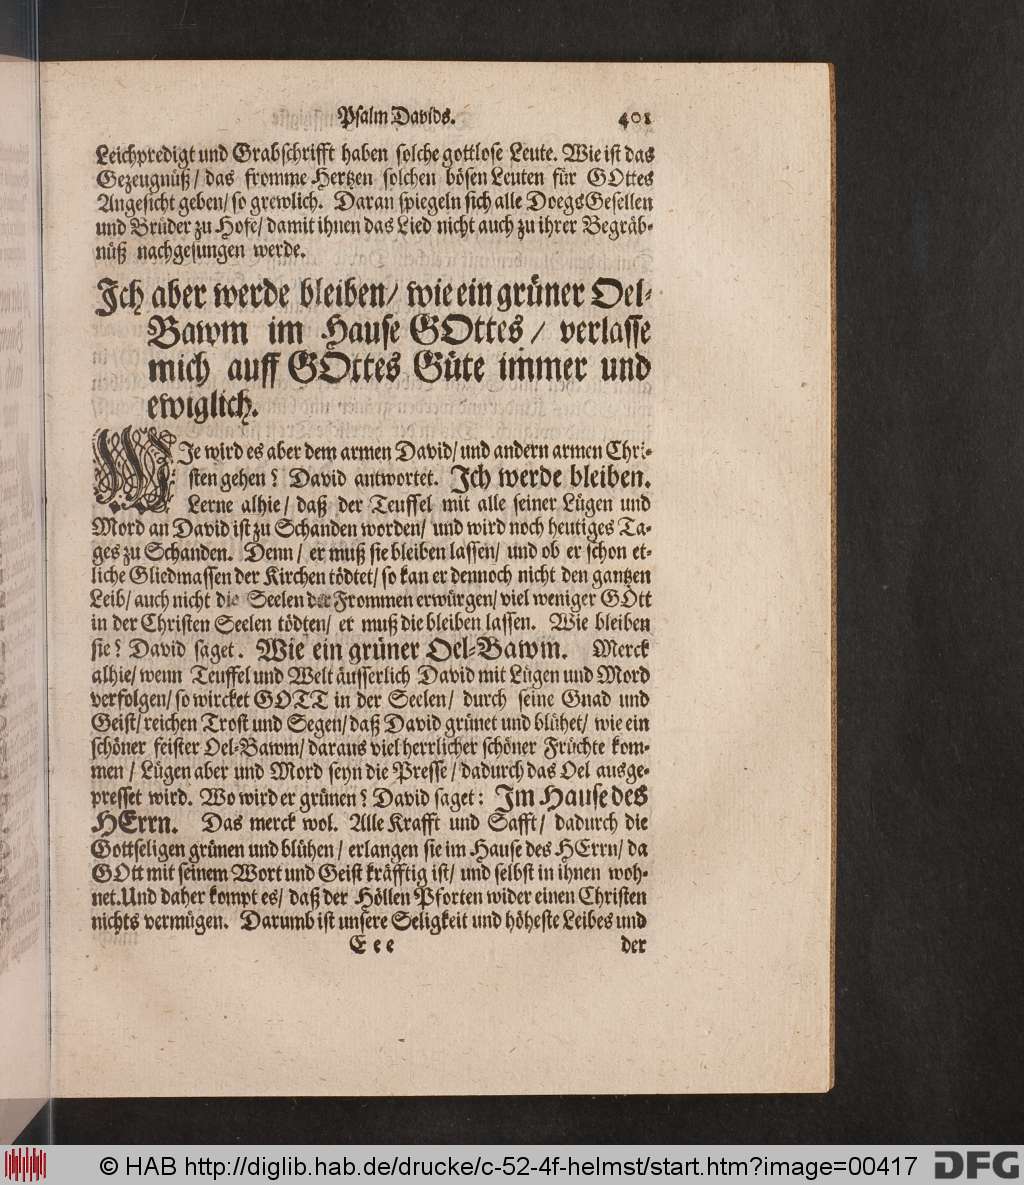 Psalm Davids. 401
Leichpredigt und Grabschrifft haben solche gottlose Leute. Wie ist das
Gezeugnüß/ das fromme Hertzen solchen bösen Leuten für GOttes
Angesicht geben/ so grewlich. Daran spiegeln sich alle Doegs Gesellen
und Brüder zu Hofe/ damit ihnen das Lied nicht auch zu ihrer Begräb-
nüß nachgesungen werde.
Ich aber werde bleiben/ wie ein grüner Oel-
Bawm im Hause GOttes/ verlasse
mich auff GOttes Güte immer und
ewiglich.
WIe wird es aber dem armen David/ und andern armen Chri-
sten gehen? David antwortet. Ich werde bleiben.
Lerne alhie/ daß der Teuffel mit alle seiner Lügen und
Mord an David ist zu Schanden worden/ und wird noch heutiges Ta-
ges zu Schanden. Denn/ er muß sie bleiben lassen/ und ob er schon et-
liche Gliedmassen der Kirchen tödtet/ so kan er dennoch nicht den gantzen
Leib/ auch nicht die Seelen der Frommen erwürgen/ viel weniger GOtt
in der Christen Seelen tödten/ er muß die bleiben lassen. Wie bleiben
sie? David saget. Wie ein grüner Oel-Bawm. Merck
alhie/ wenn Teuffel und Welt äusserlich David mit Lügen und Mord
verfolgen/ so wircket GOTT in der Seelen/ durch seine Gnad und
Geist/ reichen Trost und Segen/ daß David grünet und blühet/ wie ein
schöner feister Oel-Bawm/ daraus viel herrlicher schöner Früchte kom-
men/ Lügen aber und Mord seyn die Presse/ dadurch das Oel ausge-
presset wird. Wo wird er grünen? David saget: Im Hause des
HErrn. Das merck wol. Alle Krafft und Safft/ dadurch die
Gottseligen grünen und blühen/ erlangen sie im Hause des HErrn/ da
GOtt mit seinem Wort und Geist kräfftig ist/ und selbst in ihnen woh-
net. Und daher kompt es/ daß der Höllen Pforten wider einen Christen
nichts vermügen. Darumb ist unsere Seligkeit und höheste Leibes und
E e e der
© HAB http://diglib.hab.de/drucke/c-52-4f-helmst/start.htm?image=00417 DFG